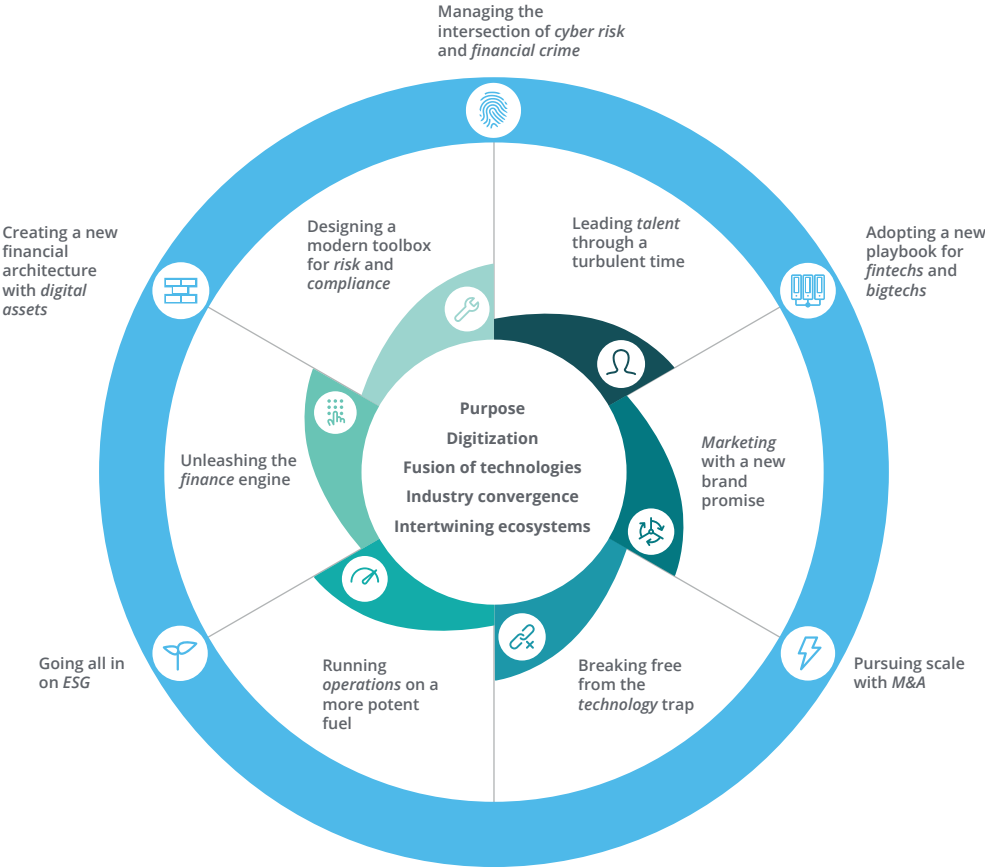 Managing the
intersection of cyber risk
and financial crime
Creating a new
financial
architecture
with digital
assets
Designing a
modern toolbox
for risk and
compliance
Leading talent
through a
turbulent time
Adopting a new
playbook for
fintechs and
bigtechs
Unleashing the
finance engine
Purpose
Digitization
Fusion of technologies
Industry convergence
Intertwining ecosystems
Marketing
with a new
brand
promise
Going all in
on ESG
Running
operations on a
more potent
fuel
Breaking free
from the
technology trap
Pursuing scale
with M&A